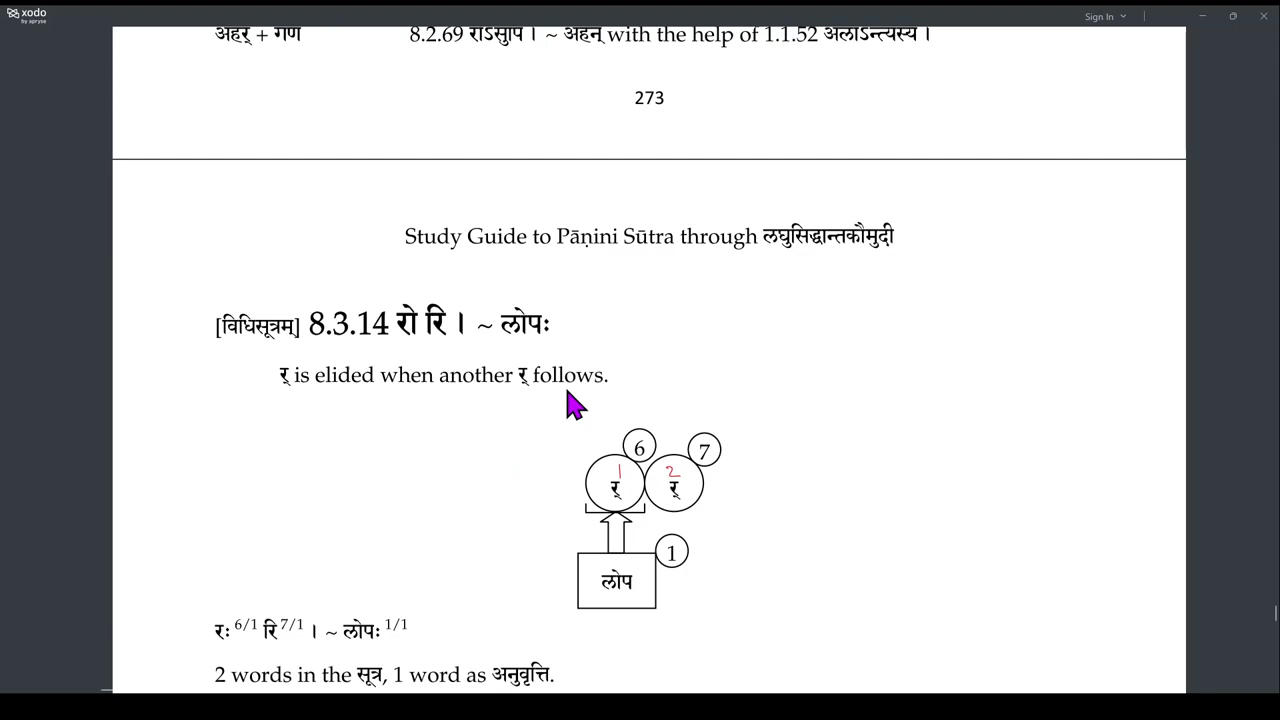 xodo
by apryse
Sign In
अहर् + गण 8.2.69 रोऽसुपि । ~ अहन् with the help of 1.1.52 अलोऽन्त्यस्य ।
273
Study Guide to Pāṇini Sūtra through लघुसिद्धान्तकौमुदी
[विधिसूत्रम्] 8.3.14 रो रि । ~ लोपः
र् is elided when another र् follows.
6 7
1 2
र् र्
1
लोप
रः 6/1 रि 7/1 । ~ लोपः 1/1
2 words in the सूत्र, 1 word as अनुवृत्ति.